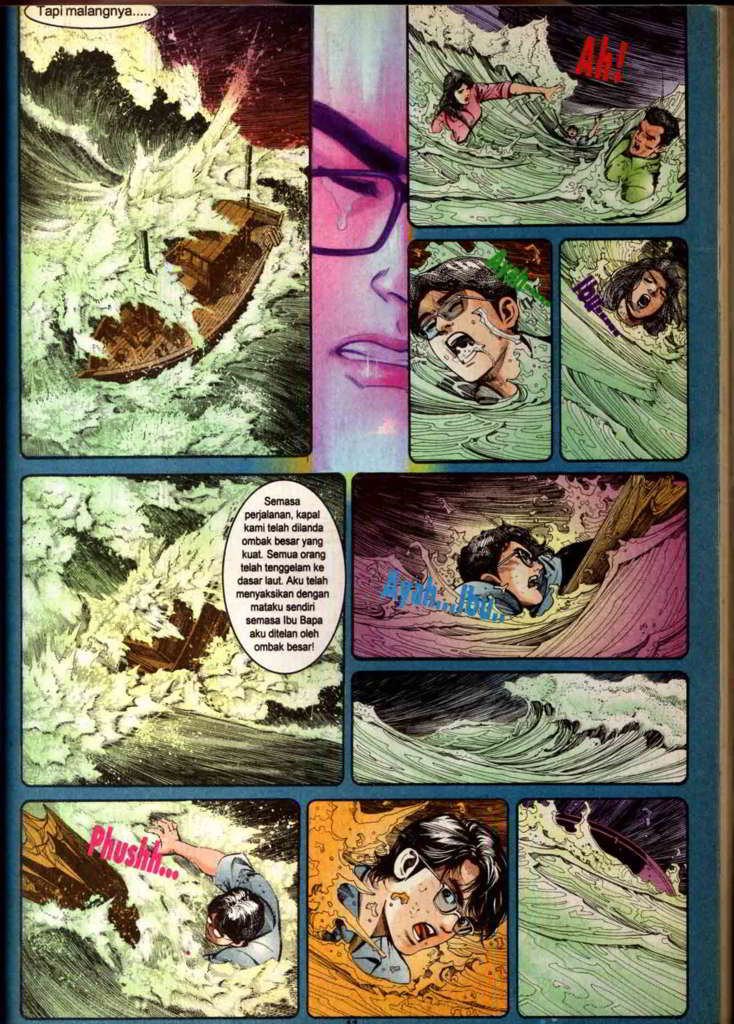 Tapi malangnya.....
Ah!
Ayah....
Ibu.....
Semasa
perjalanan, kapal
kami telah dilanda
ombak besar yang
kuat. Semua orang
telah tenggelam ke
dasar laut. Aku telah
menyaksikan dengan
mataku sendiri
semasa Ibu Bapa
aku ditelan oleh
ombak besar!
Ayah...Ibu..
Phushh...